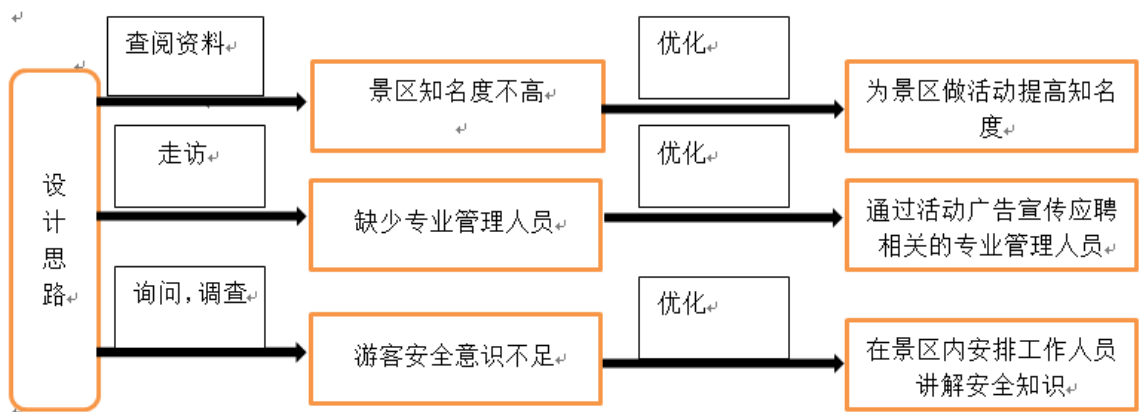 设
计
思
路
查阅资料
景区知名度不高
优化
为景区做活动提高知名
度
走访
缺少专业管理人员
优化
通过活动广告宣传应聘
相关的专业管理人员
询问,调查
游客安全意识不足
优化
在景区内安排工作人员
讲解安全知识